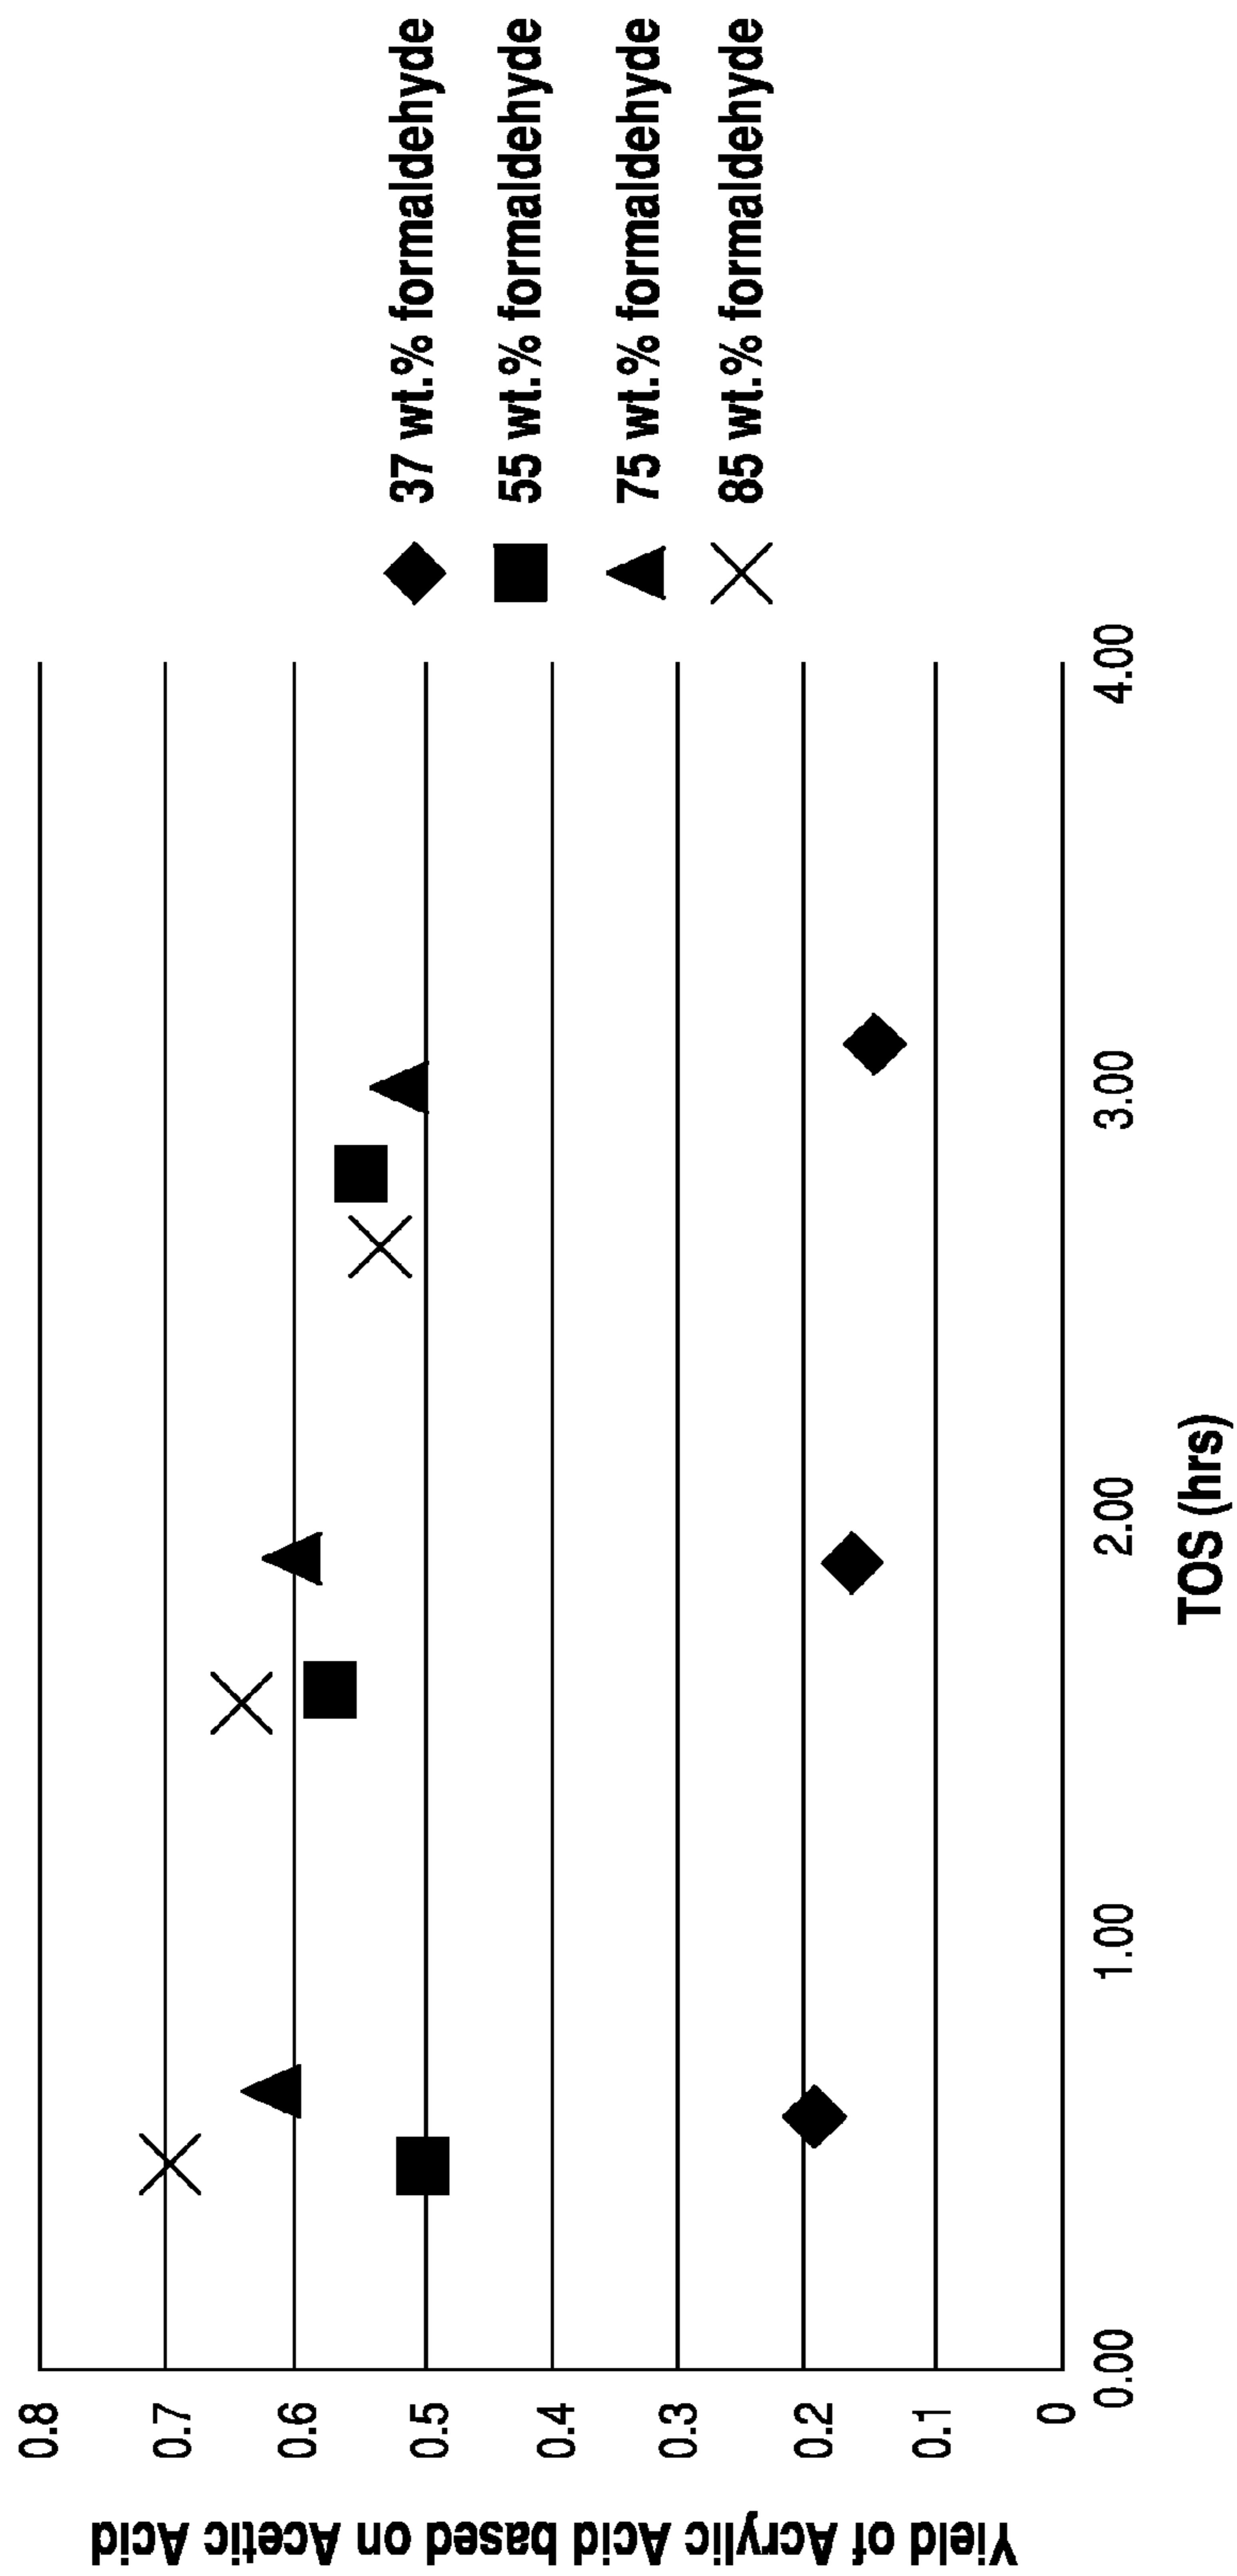 Yield of Acrylic Acid based on Acetic Acid
0.8
0.7
0.6
0.5
0.4
0.3
0.2
0.1
0
0.00
1.00
2.00
3.00
4.00
TOS (hrs)
37 wt.% formaldehyde
55 wt.% formaldehyde
75 wt.% formaldehyde
85 wt.% formaldehyde